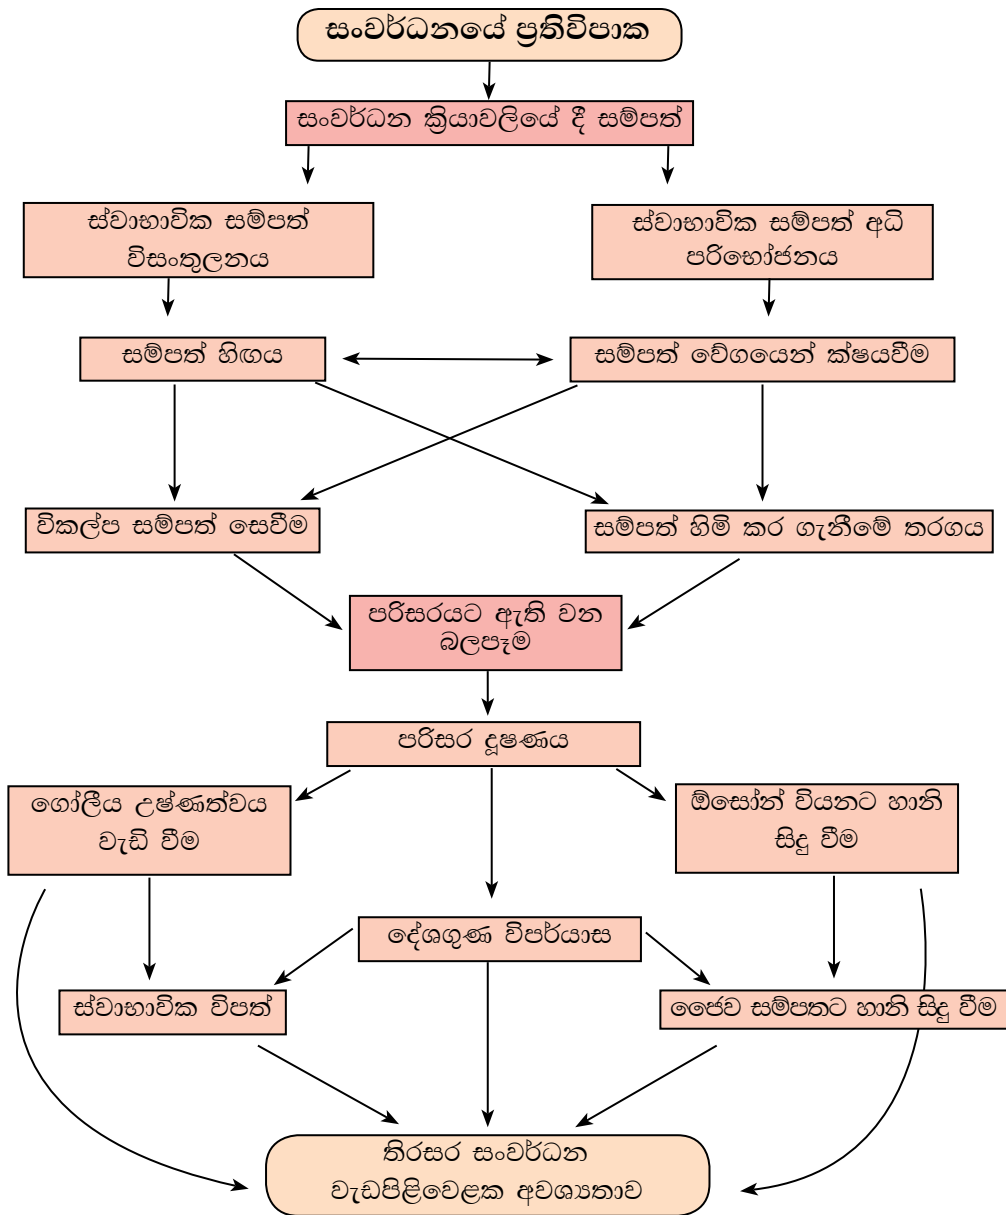 සංවර්ධනයේ ප්‍රතිවිපාක
සංවර්ධන ක්‍රියාවලියේ දී සම්පත්
ස්වාභාවික සම්පත්
විසංතුලනය
ස්වාභාවික සම්පත් අධි
පරිභෝජනය
සම්පත් හිඟය
සම්පත් වේගයෙන් ක්ෂයවීම
විකල්ප සම්පත් සෙවීම
සම්පත් හිමි කර ගැනීමේ තරගය
පරිසරයට ඇති වන
බලපෑම
පරිසර දූෂණය
ගෝලීය උෂ්ණත්වය
වැඩි වීම
ඕසෝන් වියනට හානි
සිදු වීම
දේශගුණ විපර්යාස
ස්වාභාවික විපත්
ජෛව සම්පතට හානි සිදු වීම
තිරසර සංවර්ධන
වැඩපිළිවෙළක අවශ්‍යතාව